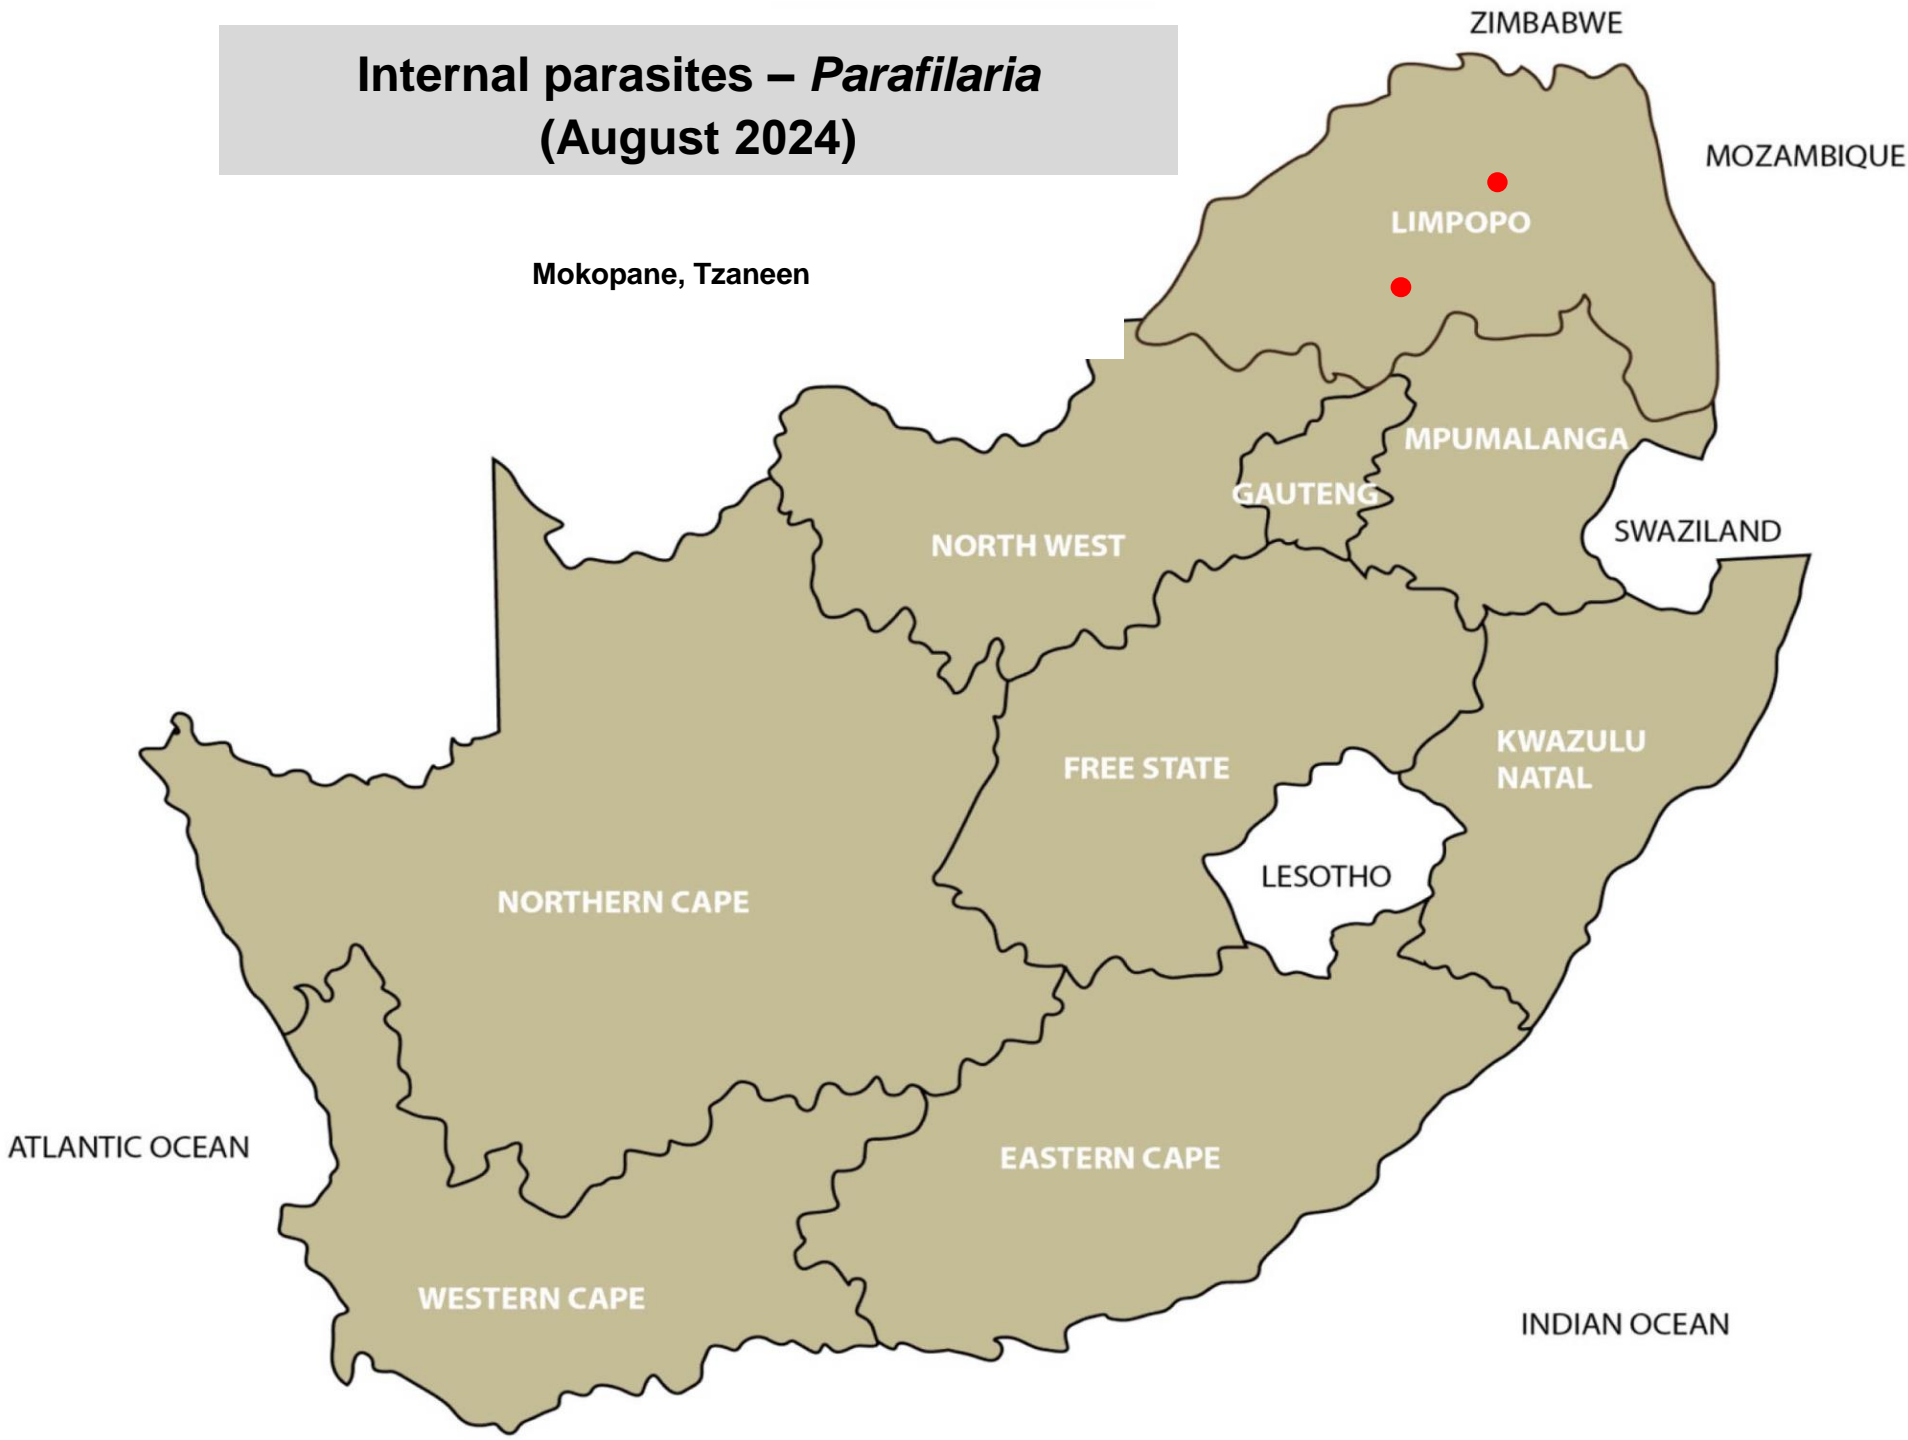 Internal parasites – Parafilaria
(August 2024)
ZIMBABWE
MOZAMBIQUE
LIMPOPO
Mokopane, Tzaneen
MPUMALANGA
GAUTENG
NORTH WEST
SWAZILAND
KWAZULU
NATAL
FREE STATE
LESOTHO
NORTHERN CAPE
ATLANTIC OCEAN
EASTERN CAPE
WESTERN CAPE
INDIAN OCEAN